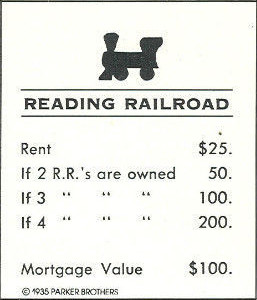 READING RAILROAD
Rent $25.
If 2 R.R.'s are owned 50.
If 3 " " " 100.
If 4 " " " 200.
Mortgage Value $100.
© 1935 PARKER BROTHERS